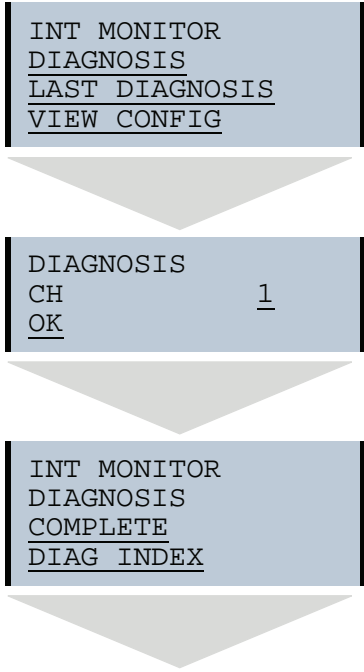 INT MONITOR
DIAGNOSIS
LAST DIAGNOSIS
VIEW CONFIG
DIAGNOSIS
CH 1
OK
INT MONITOR
DIAGNOSIS
COMPLETE
DIAG INDEX